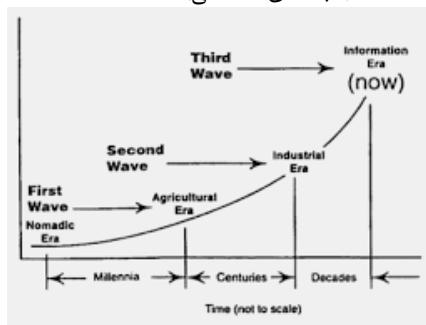 Third
Wave
Information
Era
(now)
Second
Wave
Industrial
Era
First
Wave
Agricultural
Era
Nomadic
Era
Millennia
Centuries
Decades
Time (not to scale)